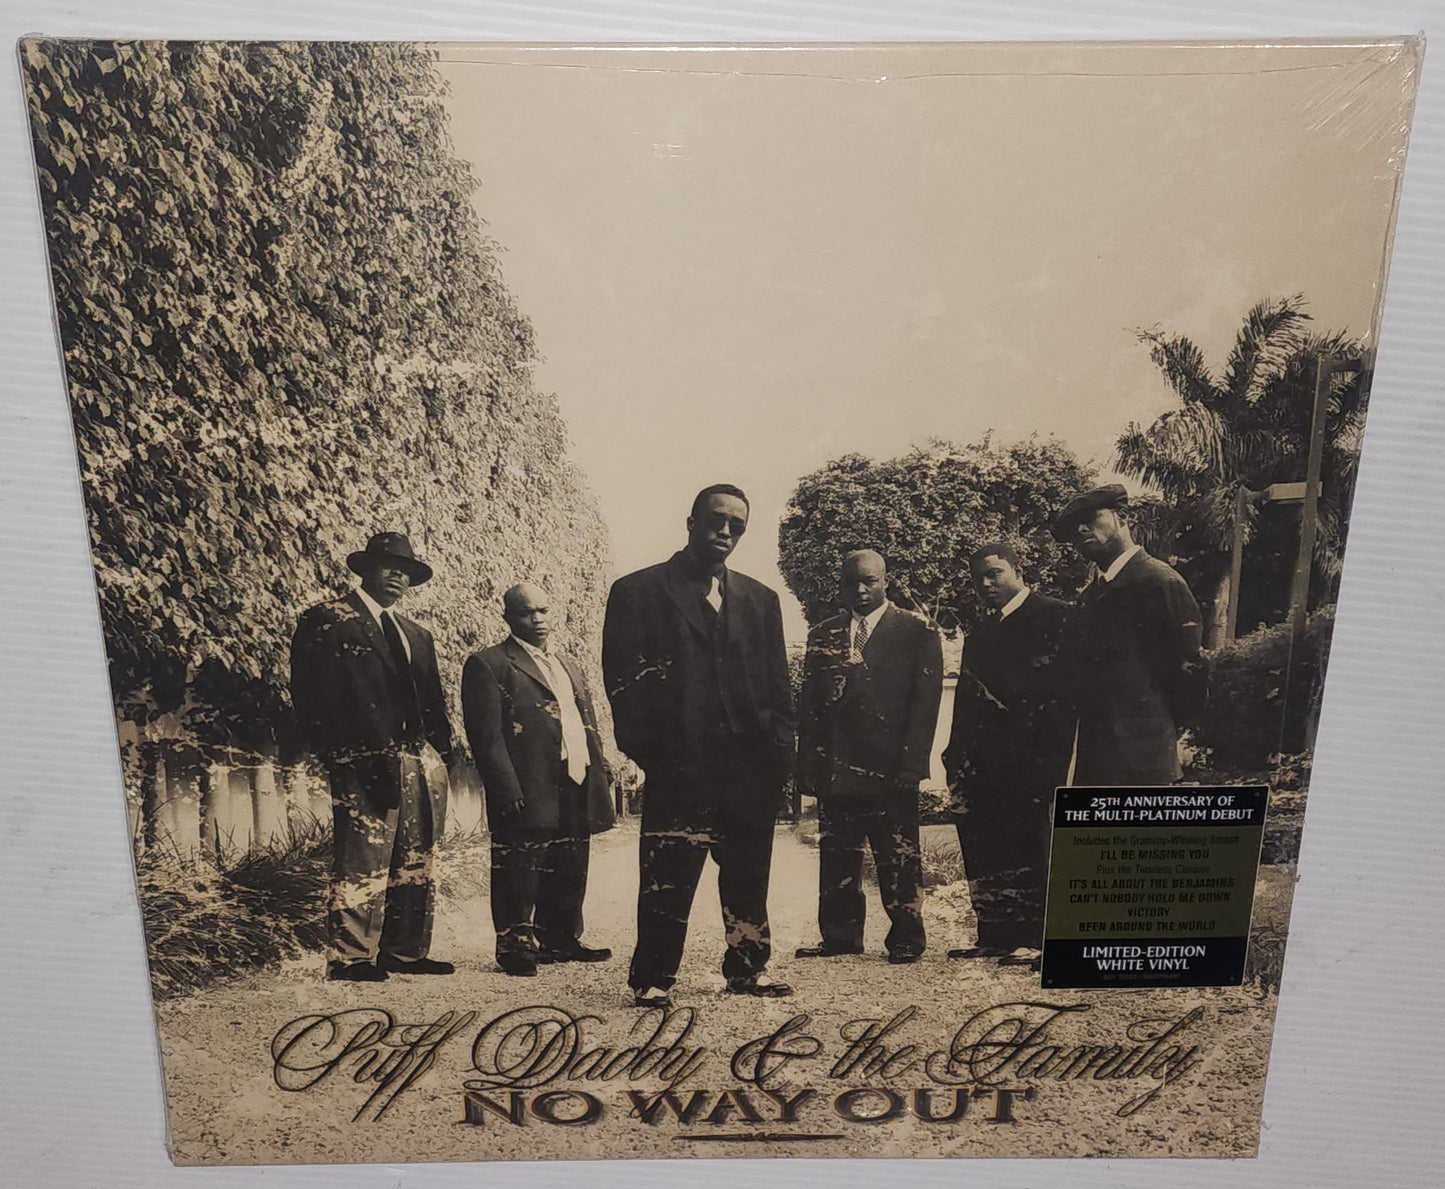 25TH ANNIVERSARY OF
THE MULTI-PLATINUM DEBUT
Includes the Grammy-Winning Smash
I'LL BE MISSING YOU
Plus the Timeless Classics
IT'S ALL ABOUT THE BENJAMINS
CAN'T NOBODY HOLD ME DOWN
VICTORY
BEEN AROUND THE WORLD
LIMITED-EDITION
WHITE VINYL
Puff Daddy & the Family
NO WAY OUT